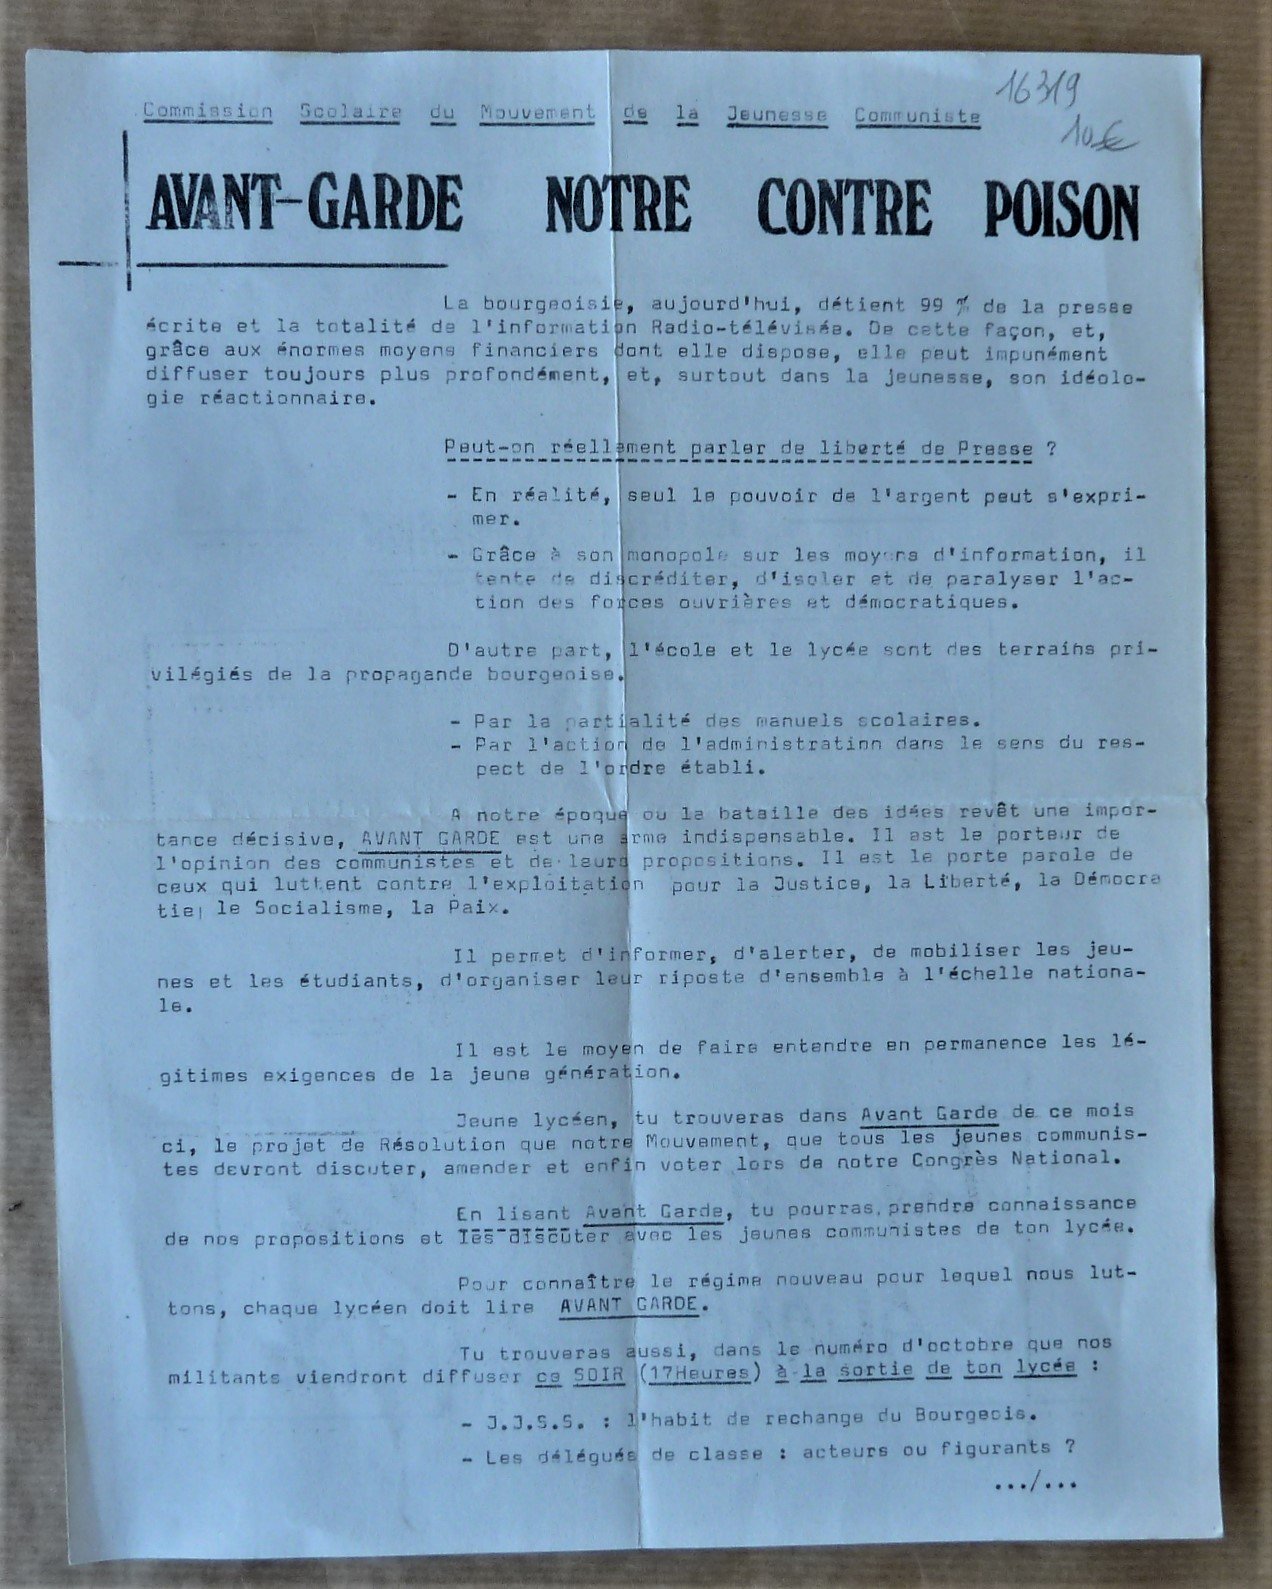 16319
10€
Commission Scolaire du Mouvement de la Jeunesse Communiste
AVANT-GARDE NOTRE CONTRE POISON
La bourgeoisie, aujourd'hui, détient 99 % de la presse
écrite et la totalité de l'information Radio-télévisée. De cette façon, et,
grâce aux énormes moyens financiers dont elle dispose, elle peut impunément
diffuser toujours plus profondément, et, surtout dans la jeunesse, son idéolo-
gie réactionnaire.
Peut-on réellement parler de liberté de Presse ?
- En réalité, seul le pouvoir de l'argent peut s'expri-
mer.
- Grâce à son monopole sur les moyens d'information, il
tente de discréditer, d'isoler et de paralyser l'ac-
tion des forces ouvrières et démocratiques.
D'autre part, l'école et le lycée sont des terrains pri-
vilégiés de la propagande bourgeoise.
- Par la partialité des manuels scolaires.
- Par l'action de l'administration dans le sens du res-
pect de l'ordre établi.
A notre époque ou la bataille des idées revêt une impor-
tance décisive, AVANT GARDE est une arme indispensable. Il est le porteur de
l'opinion des communistes et de leurs propositions. Il est le porte parole de
ceux qui luttent contre l'exploitation pour la Justice, la Liberté, la Démocra
tie, le Socialisme, la Paix.
Il permet d'informer, d'alerter, de mobiliser les jeu-
nes et les étudiants, d'organiser leur riposte d'ensemble à l'échelle nationa-
le.
Il est le moyen de faire entendre en permanence les lé-
gitimes exigences de la jeune génération.
Jeune lycéen, tu trouveras dans Avant Garde de ce mois
ci, le projet de Résolution que notre Mouvement, que tous les jeunes communis-
tes devront discuter, amender et enfin voter lors de notre Congrès National.
En lisant Avant Garde, tu pourras prendre connaissance
de nos propositions et les discuter avec les jeunes communistes de ton lycée.
Pour connaître le régime nouveau pour lequel nous lut-
tons, chaque lycéen doit lire AVANT GARDE.
Tu trouveras aussi, dans le numéro d'octobre que nos
militants viendront diffuser ce SOIR (17Heures) à la sortie de ton lycée :
- J.J.S.S. : l'habit de rechange du Bourgeois.
- Les délégués de classe : acteurs ou figurants ?
.../...